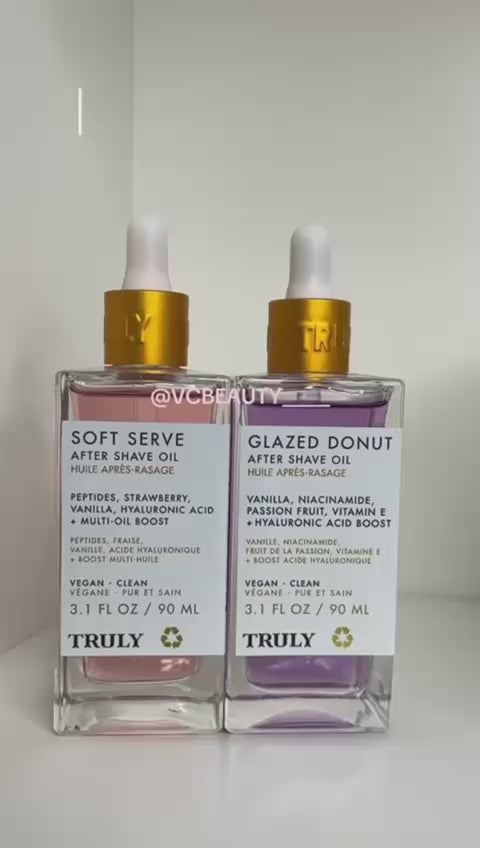 LY
TR
@VCBEAUTY
SOFT SERVE
AFTER SHAVE OIL
HUILE APRÈS-RASAGE
PEPTIDES, STRAWBERRY,
VANILLA, HYALURONIC ACID
+ MULTI-OIL BOOST
PEPTIDES, FRAISE,
VANILLE, ACIDE HYALURONIQUE
+ BOOST MULTI-HUILE
VEGAN - CLEAN
VÉGANE - PUR ET SAIN
3.1 FL OZ / 90 ML
TRULY
GLAZED DONUT
AFTER SHAVE OIL
HUILE APRÈS-RASAGE
VANILLA, NIACINAMIDE,
PASSION FRUIT, VITAMIN E
+ HYALURONIC ACID BOOST
VANILLE, NIACINAMIDE,
FRUIT DE LA PASSION, VITAMINE E
+ BOOST ACIDE HYALURONIQUE
VEGAN - CLEAN
VÉGANE - PUR ET SAIN
3.1 FL OZ / 90 ML
TRULY